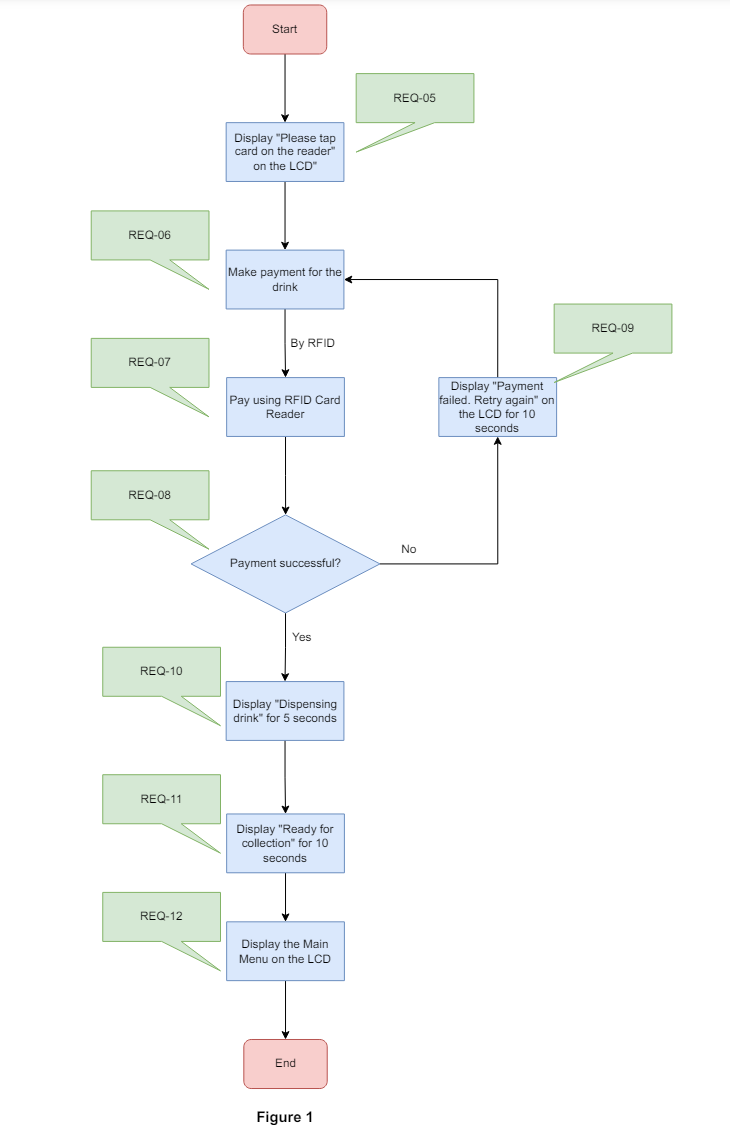 Start
REQ-05
Display "Please tap
card on the reader"
on the LCD"
REQ-06
Make payment for the
drink
By RFID
REQ-09
REQ-07
Pay using RFID Card
Reader
Display "Payment
failed. Retry again" on
the LCD for 10
seconds
REQ-08
Payment successful?
No
Yes
REQ-10
Display "Dispensing
drink" for 5 seconds
REQ-11
Display "Ready for
collection" for 10
seconds
REQ-12
Display the Main
Menu on the LCD
End
Figure 1